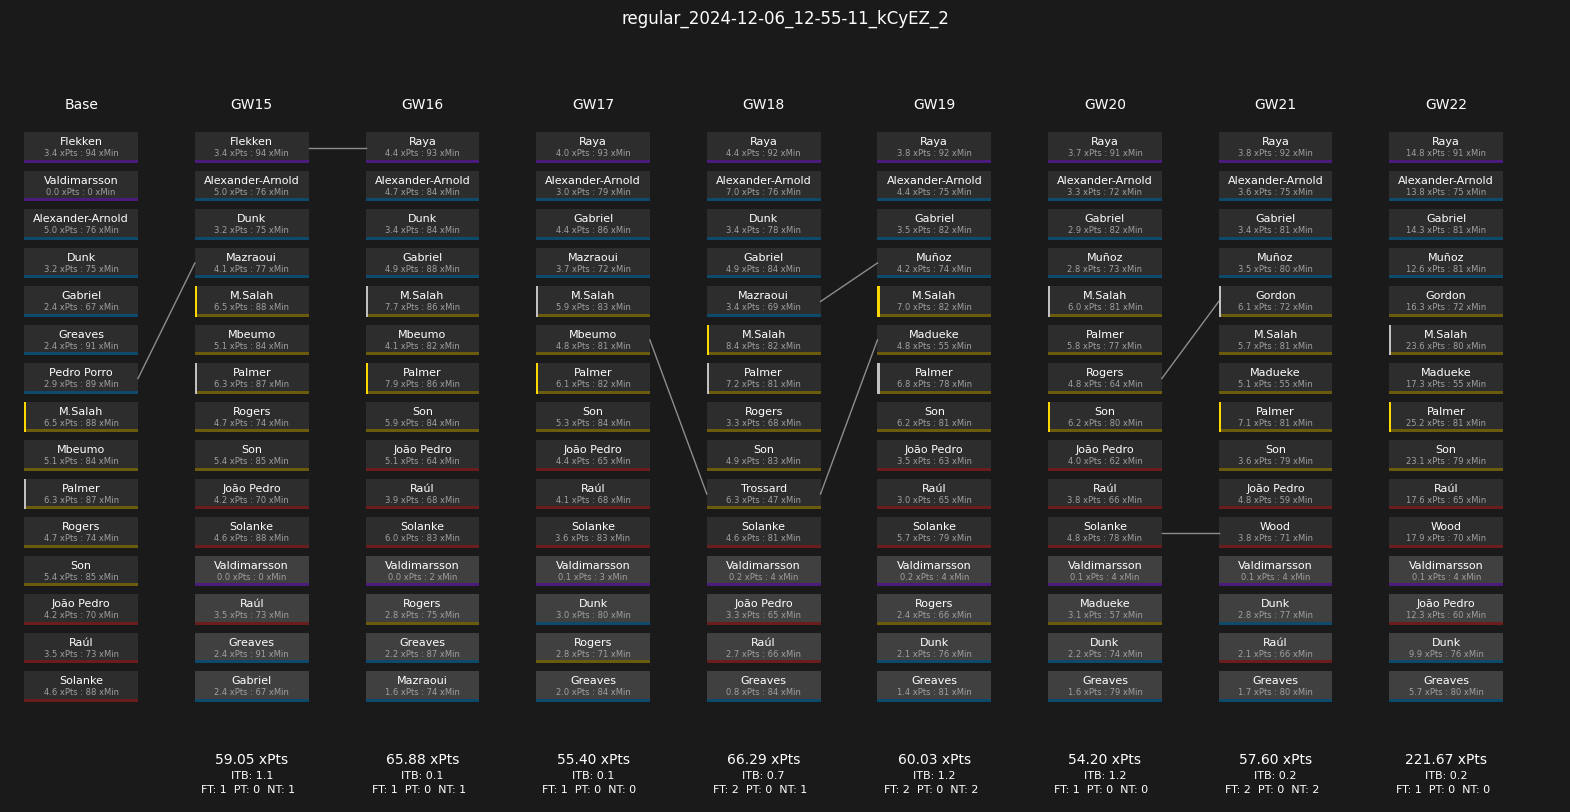 regular_2024-12-06_12-55-11_kCyEZ_2
Base
Flekken
3.4 xPts : 94 xMin
Valdimarsson
0.0 xPts : 0 xMin
Alexander-Arnold
5.0 xPts : 76 xMin
Dunk
3.2 xPts : 75 xMin
Gabriel
2.4 xPts : 67 xMin
Greaves
2.4 xPts : 91 xMin
Pedro Porro
2.9 xPts : 89 xMin
M.Salah
6.5 xPts : 88 xMin
Mbeumo
5.1 xPts : 84 xMin
Palmer
6.3 xPts : 87 xMin
Rogers
4.7 xPts : 74 xMin
Son
5.4 xPts : 85 xMin
João Pedro
4.2 xPts : 70 xMin
Raúl
3.5 xPts : 73 xMin
Solanke
4.6 xPts : 88 xMin
GW15
Flekken
3.4 xPts : 94 xMin
Alexander-Arnold
5.0 xPts : 76 xMin
Dunk
3.2 xPts : 75 xMin
Mazraoui
4.1 xPts : 77 xMin
M.Salah
6.5 xPts : 88 xMin
Mbeumo
5.1 xPts : 84 xMin
Palmer
6.3 xPts : 87 xMin
Rogers
4.7 xPts : 74 xMin
Son
5.4 xPts : 85 xMin
João Pedro
4.2 xPts : 70 xMin
Solanke
4.6 xPts : 88 xMin
Valdimarsson
0.0 xPts : 0 xMin
Raúl
3.5 xPts : 73 xMin
Greaves
2.4 xPts : 91 xMin
Gabriel
2.4 xPts : 67 xMin
59.05 xPts
ITB: 1.1
FT: 1 PT: 0 NT: 1
GW16
Raya
4.4 xPts : 93 xMin
Alexander-Arnold
4.7 xPts : 84 xMin
Dunk
3.4 xPts : 84 xMin
Gabriel
4.9 xPts : 88 xMin
M.Salah
7.7 xPts : 86 xMin
Mbeumo
4.1 xPts : 82 xMin
Palmer
7.9 xPts : 86 xMin
Son
5.9 xPts : 84 xMin
João Pedro
5.1 xPts : 64 xMin
Raúl
3.9 xPts : 68 xMin
Solanke
6.0 xPts : 83 xMin
Valdimarsson
0.0 xPts : 2 xMin
Rogers
2.8 xPts : 75 xMin
Greaves
2.2 xPts : 87 xMin
Mazraoui
1.6 xPts : 74 xMin
65.88 xPts
ITB: 0.1
FT: 1 PT: 0 NT: 1
GW17
Raya
4.0 xPts : 93 xMin
Alexander-Arnold
3.0 xPts : 79 xMin
Gabriel
4.4 xPts : 86 xMin
Mazraoui
3.7 xPts : 72 xMin
M.Salah
5.9 xPts : 83 xMin
Mbeumo
4.8 xPts : 81 xMin
Palmer
6.1 xPts : 82 xMin
Son
5.3 xPts : 84 xMin
João Pedro
4.4 xPts : 65 xMin
Raúl
4.1 xPts : 68 xMin
Solanke
3.6 xPts : 83 xMin
Valdimarsson
0.1 xPts : 3 xMin
Dunk
3.0 xPts : 80 xMin
Rogers
2.8 xPts : 71 xMin
Greaves
2.0 xPts : 84 xMin
55.40 xPts
ITB: 0.1
FT: 1 PT: 0 NT: 0
GW18
Raya
4.4 xPts : 92 xMin
Alexander-Arnold
7.0 xPts : 76 xMin
Dunk
3.4 xPts : 78 xMin
Gabriel
4.9 xPts : 84 xMin
Mazraoui
3.4 xPts : 69 xMin
M.Salah
8.4 xPts : 82 xMin
Palmer
7.2 xPts : 81 xMin
Rogers
3.3 xPts : 68 xMin
Son
4.9 xPts : 83 xMin
Trossard
6.3 xPts : 47 xMin
Solanke
4.6 xPts : 81 xMin
Valdimarsson
0.2 xPts : 4 xMin
João Pedro
3.3 xPts : 65 xMin
Raúl
2.7 xPts : 66 xMin
Greaves
0.8 xPts : 84 xMin
66.29 xPts
ITB: 0.7
FT: 2 PT: 0 NT: 1
GW19
Raya
3.8 xPts : 92 xMin
Alexander-Arnold
4.4 xPts : 75 xMin
Gabriel
3.5 xPts : 82 xMin
Muñoz
4.2 xPts : 74 xMin
M.Salah
7.0 xPts : 82 xMin
Madueke
4.8 xPts : 55 xMin
Palmer
6.8 xPts : 78 xMin
Son
6.2 xPts : 81 xMin
João Pedro
3.5 xPts : 63 xMin
Raúl
3.0 xPts : 65 xMin
Solanke
5.7 xPts : 79 xMin
Valdimarsson
0.2 xPts : 4 xMin
Rogers
2.4 xPts : 66 xMin
Dunk
2.1 xPts : 76 xMin
Greaves
1.4 xPts : 81 xMin
60.03 xPts
ITB: 1.2
FT: 2 PT: 0 NT: 2
GW20
Raya
3.7 xPts : 91 xMin
Alexander-Arnold
3.3 xPts : 72 xMin
Gabriel
2.9 xPts : 82 xMin
Muñoz
2.8 xPts : 73 xMin
M.Salah
6.0 xPts : 81 xMin
Palmer
5.8 xPts : 77 xMin
Rogers
4.8 xPts : 64 xMin
Son
6.2 xPts : 80 xMin
João Pedro
4.0 xPts : 62 xMin
Raúl
3.8 xPts : 66 xMin
Solanke
4.8 xPts : 78 xMin
Valdimarsson
0.1 xPts : 4 xMin
Madueke
3.1 xPts : 57 xMin
Dunk
2.2 xPts : 74 xMin
Greaves
1.6 xPts : 79 xMin
54.20 xPts
ITB: 1.2
FT: 1 PT: 0 NT: 0
GW21
Raya
3.8 xPts : 92 xMin
Alexander-Arnold
3.6 xPts : 75 xMin
Gabriel
3.4 xPts : 81 xMin
Muñoz
3.5 xPts : 80 xMin
Gordon
6.1 xPts : 72 xMin
M.Salah
5.7 xPts : 81 xMin
Madueke
5.1 xPts : 55 xMin
Palmer
7.1 xPts : 81 xMin
Son
3.6 xPts : 79 xMin
João Pedro
4.8 xPts : 59 xMin
Wood
3.8 xPts : 71 xMin
Valdimarsson
0.1 xPts : 4 xMin
Dunk
2.8 xPts : 77 xMin
Raúl
2.1 xPts : 66 xMin
Greaves
1.7 xPts : 80 xMin
57.60 xPts
ITB: 0.2
FT: 2 PT: 0 NT: 2
GW22
Raya
14.8 xPts : 91 xMin
Alexander-Arnold
13.8 xPts : 75 xMin
Gabriel
14.3 xPts : 81 xMin
Muñoz
12.6 xPts : 81 xMin
Gordon
16.3 xPts : 72 xMin
M.Salah
23.6 xPts : 80 xMin
Madueke
17.3 xPts : 55 xMin
Palmer
25.2 xPts : 81 xMin
Son
23.1 xPts : 79 xMin
Raúl
17.6 xPts : 65 xMin
Wood
17.9 xPts : 70 xMin
Valdimarsson
0.1 xPts : 4 xMin
João Pedro
12.3 xPts : 60 xMin
Dunk
9.9 xPts : 76 xMin
Greaves
5.7 xPts : 80 xMin
221.67 xPts
ITB: 0.2
FT: 1 PT: 0 NT: 0